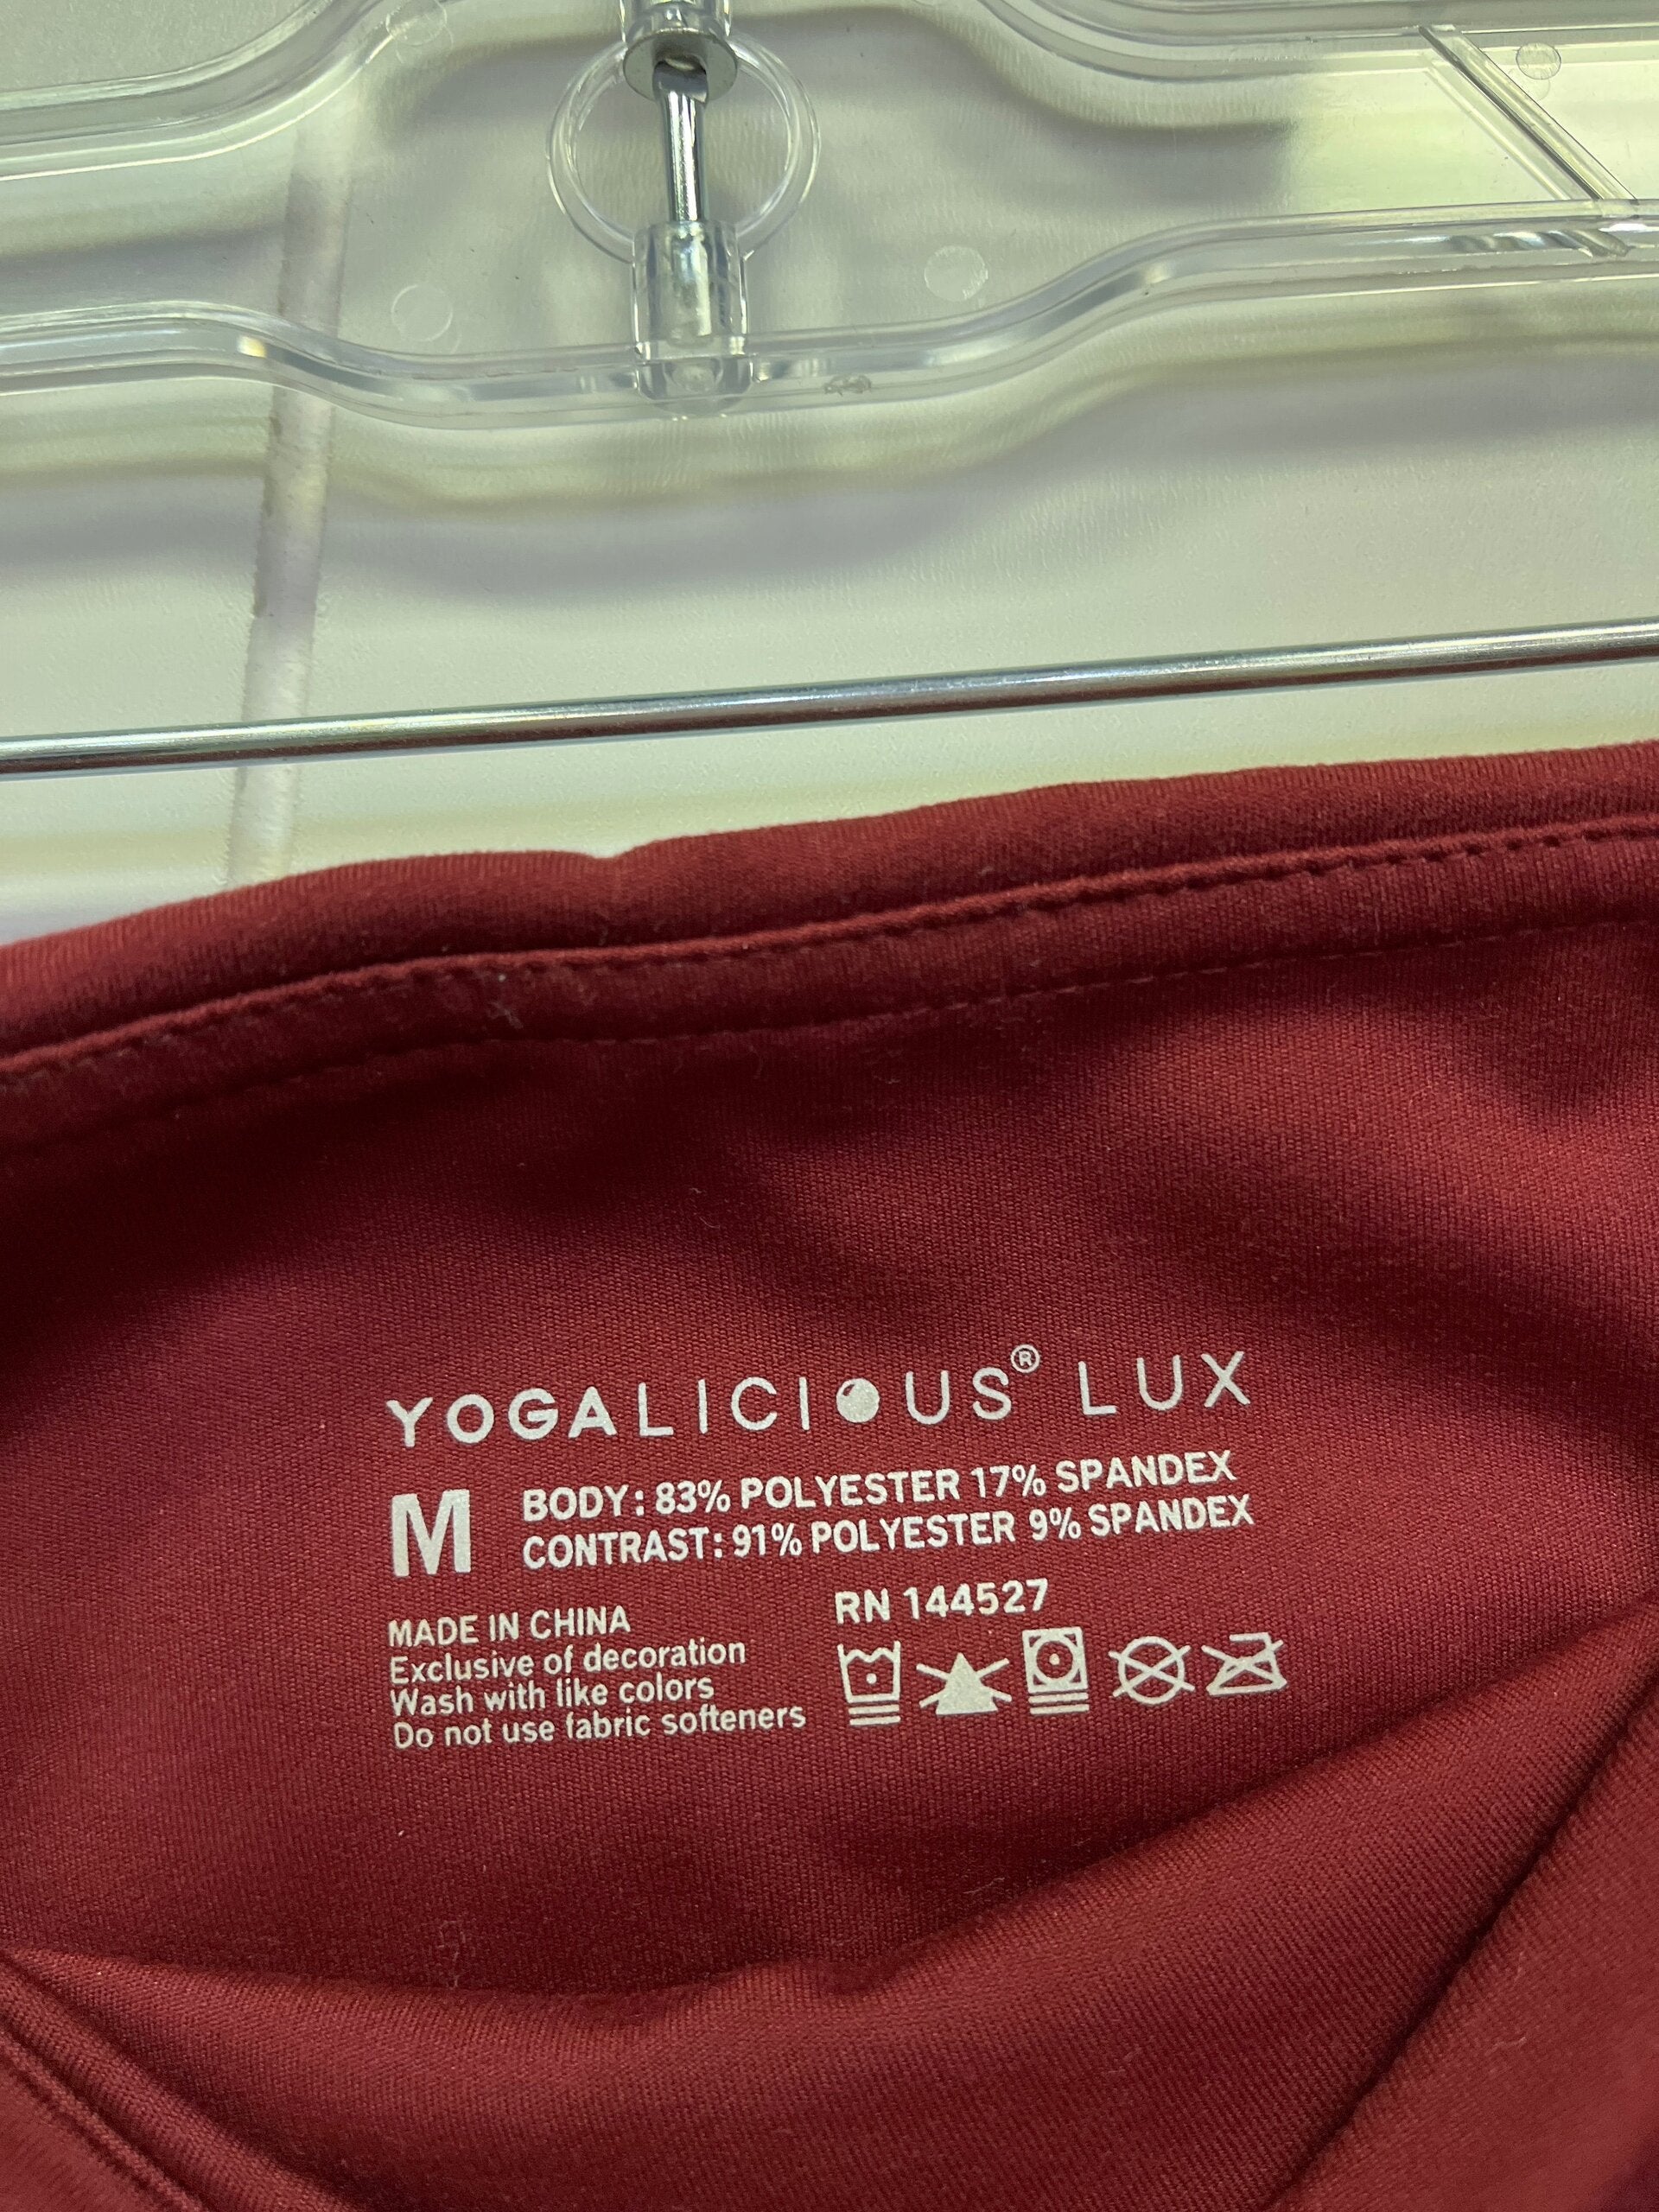 YOGALICIOUS® LUX
M
BODY: 83% POLYESTER 17% SPANDEX
CONTRAST: 91% POLYESTER 9% SPANDEX
MADE IN CHINA
Exclusive of decoration
Wash with like colors
Do not use fabric softeners
RN 144527